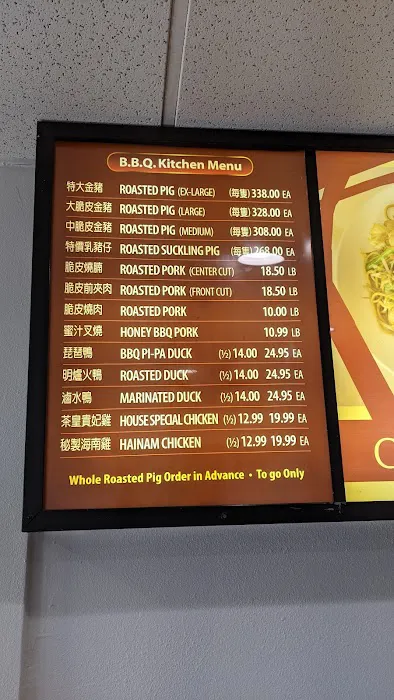 B.B.Q. Kitchen Menu
特大金豬 ROASTED PIG (EX-LARGE) (每隻) 338.00 EA
大脆皮金豬 ROASTED PIG (LARGE) (每隻) 328.00 EA
中脆皮金豬 ROASTED PIG (MEDIUM) (每隻) 308.00 EA
特價乳豬仔 ROASTED SUCKLING PIG (每隻) 268.00 EA
脆皮燒腩 ROASTED PORK (CENTER CUT) 18.50 LB
脆皮前夾肉 ROASTED PORK (FRONT CUT) 18.50 LB
脆皮燒肉 ROASTED PORK 10.00 LB
蜜汁叉燒 HONEY BBQ PORK 10.99 LB
琵琶鴨 BBQ PI-PA DUCK (½) 14.00 24.95 EA
明爐火鴨 ROASTED DUCK (½) 14.00 24.95 EA
滷水鴨 MARINATED DUCK (½) 14.00 24.95 EA
茶皇貴妃雞 HOUSE SPECIAL CHICKEN (½) 12.99 19.99 EA
秘製海南雞 HAINAM CHICKEN (½) 12.99 19.99 EA
Whole Roasted Pig Order in Advance • To go Only